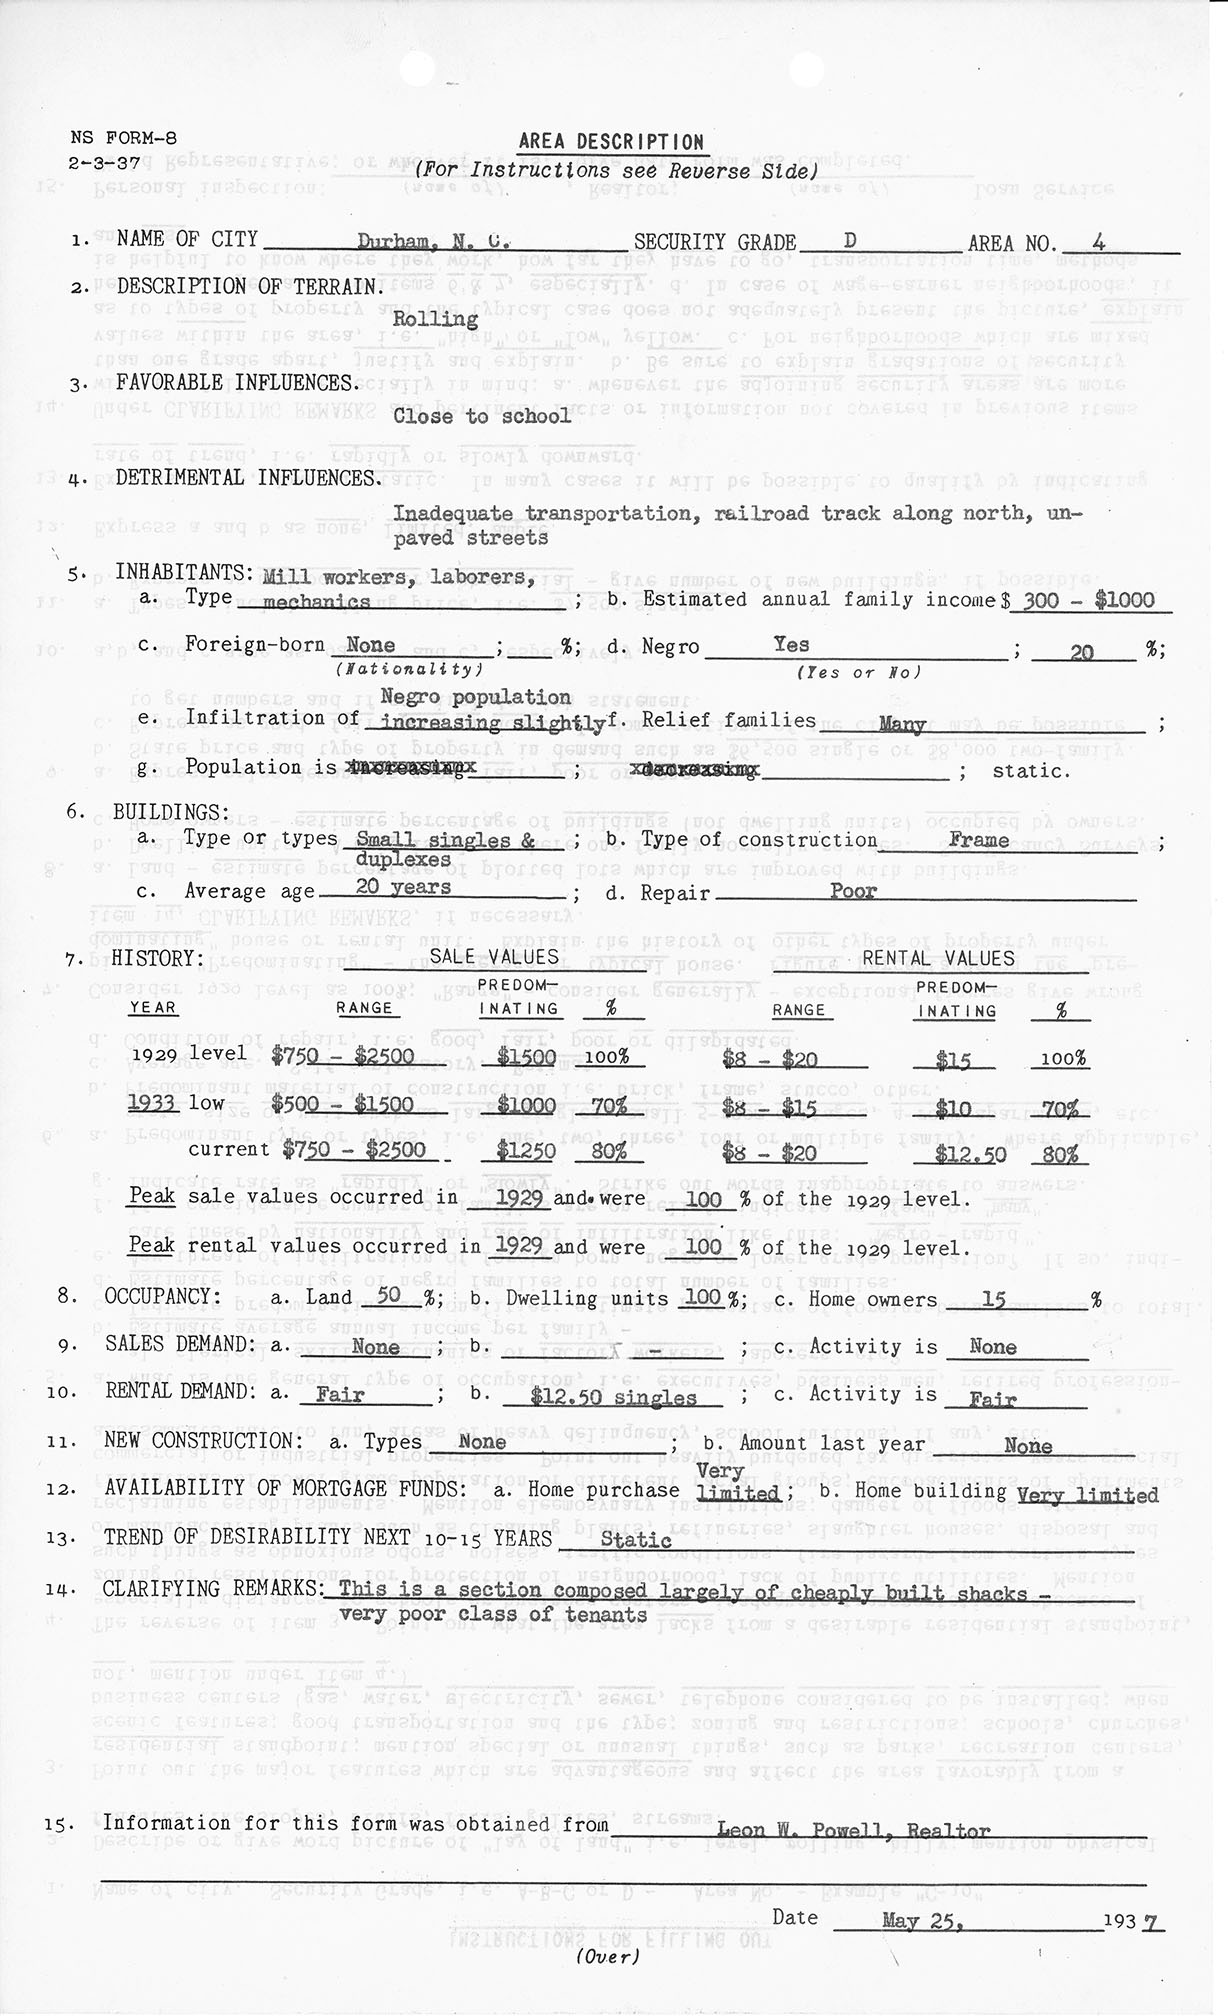 NS FORM-8
2-3-37
AREA DESCRIPTION
(For Instructions see Reverse Side)
1. NAME OF CITY Durham, N. C. SECURITY GRADE D AREA NO. 4
2. DESCRIPTION OF TERRAIN.
Rolling
3. FAVORABLE INFLUENCES.
Close to school
4. DETRIMENTAL INFLUENCES.
Inadequate transportation, railroad track along north, un-
paved streets
5. INHABITANTS: Mill workers, laborers,
a. Type mechanics ; b. Estimated annual family income $ 300 - $1000
c. Foreign-born None ; %; d. Negro Yes ; 20 %;
(Nationality) (Yes or No)
Negro population
e. Infiltration of increasing slightly f. Relief families Many ;
g. Population is increasing ; decreasing ; static.
6. BUILDINGS:
a. Type or types Small singles & ; b. Type of construction Frame ;
duplexes
c. Average age 20 years ; d. Repair Poor
7. HISTORY: SALE VALUES RENTAL VALUES
PREDOM- PREDOM-
YEAR RANGE INATING % RANGE INATING %
1929 level $750 - $2500 $1500 100% $8 - $20 $15 100%
1933 low $500 - $1500 $1000 70% $8 - $15 $10 70%
current $750 - $2500 $1250 80% $8 - $20 $12.50 80%
Peak sale values occurred in 1929 and were 100 % of the 1929 level.
Peak rental values occurred in 1929 and were 100 % of the 1929 level.
8. OCCUPANCY: a. Land 50 %; b. Dwelling units 100 %; c. Home owners 15 %
9. SALES DEMAND: a. None ; b. - ; c. Activity is None
10. RENTAL DEMAND: a. Fair ; b. $12.50 singles ; c. Activity is Fair
11. NEW CONSTRUCTION: a. Types None ; b. Amount last year None
Very
12. AVAILABILITY OF MORTGAGE FUNDS: a. Home purchase limited ; b. Home building Very limited
13. TREND OF DESIRABILITY NEXT 10-15 YEARS Static
14. CLARIFYING REMARKS: This is a section composed largely of cheaply built shacks -
very poor class of tenants
15. Information for this form was obtained from Leon W. Powell, Realtor
Date May 25, 1937
(Over)